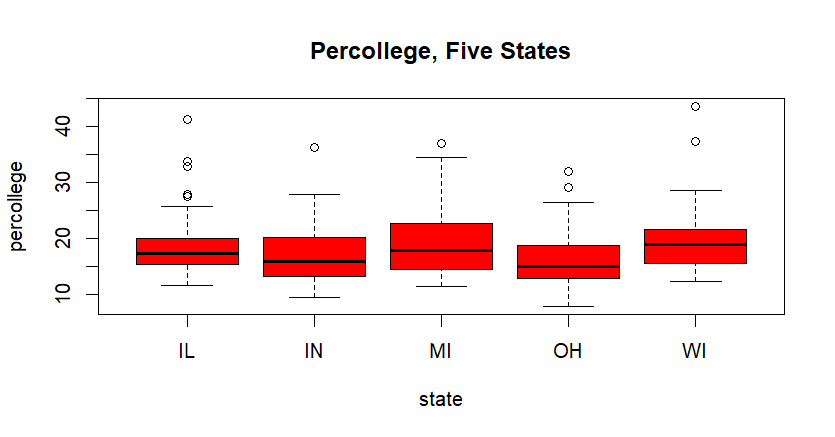 Percollege, Five States
percollege
40
30
20
10
IL IN MI OH WI
state